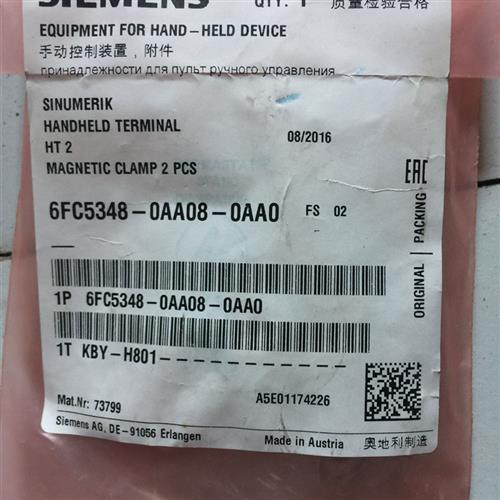 SIEMENS QTY: 1 质量检验合格
EQUIPMENT FOR HAND-HELD DEVICE
手动控制装置，附件
принадлежности для пульт ручного управления
SINUMERIK
HANDHELD TERMINAL 08/2016
HT 2
MAGNETIC CLAMP 2 PCS
EAC
6FC5348-0AA08-0AA0 FS 02
ORIGINAL | PACKING
1P 6FC5348-0AA08-0AA0
1T KBY-H801-------------
Mat.Nr: 73799 A5E01174226
Siemens AG, DE-91056 Erlangen Made in Austria 奥地利制造